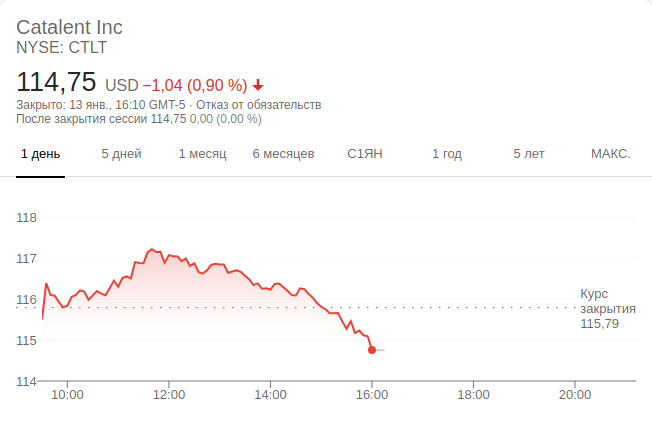 Catalent Inc
NYSE: CTLT
114,75 USD −1,04 (0,90 %)
Закрыто: 13 янв., 16:10 GMT-5 · Отказ от обязательств
После закрытия сессии 114,75 0,00 (0,00 %)
1 день 5 дней 1 месяц 6 месяцев С1ЯН 1 год 5 лет МАКС.
118
117
116
115
114
Курс
закрытия
115,79
10:00 12:00 14:00 16:00 18:00 20:00